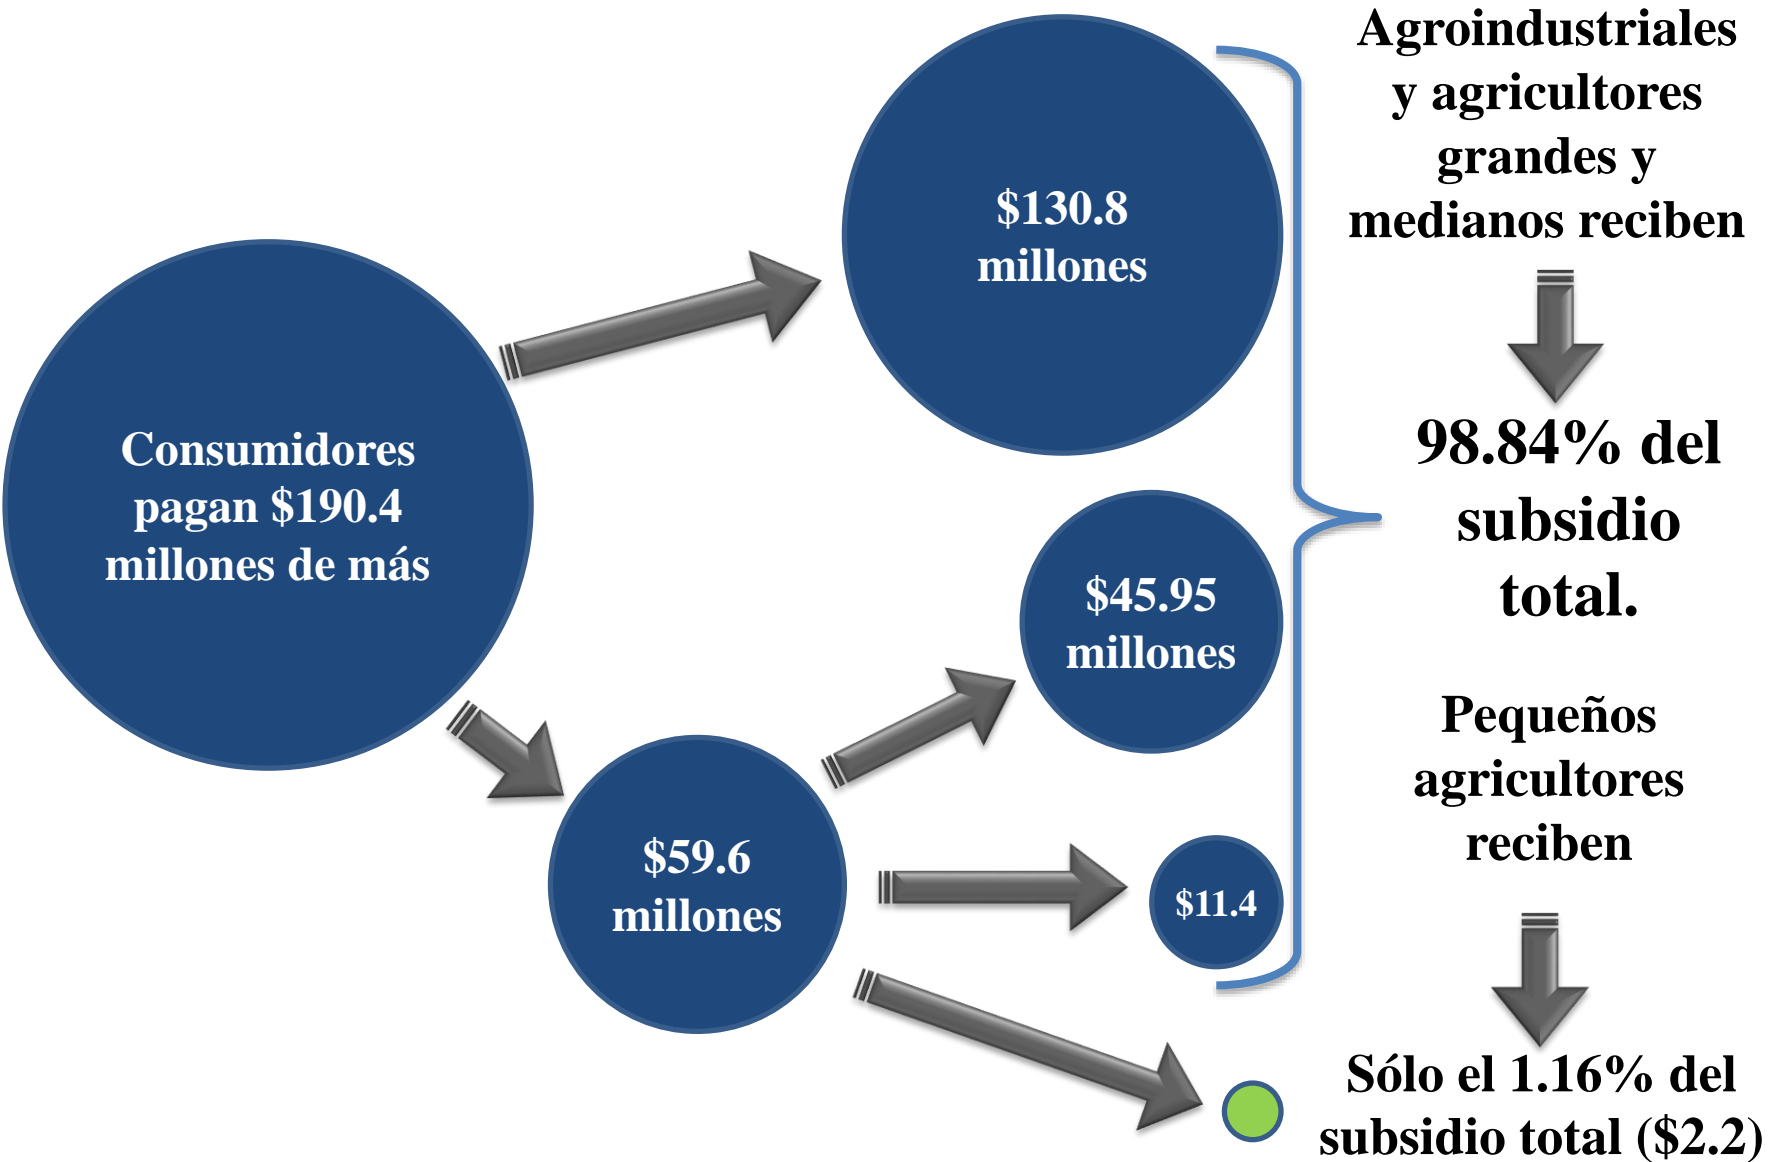 Consumidores
pagan $190.4
millones de más
$130.8
millones
$59.6
millones
$45.95
millones
$11.4
Agroindustriales
y agricultores
grandes y
medianos reciben
98.84% del
subsidio
total.
Pequeños
agricultores
reciben
Sólo el 1.16% del
subsidio total ($2.2)